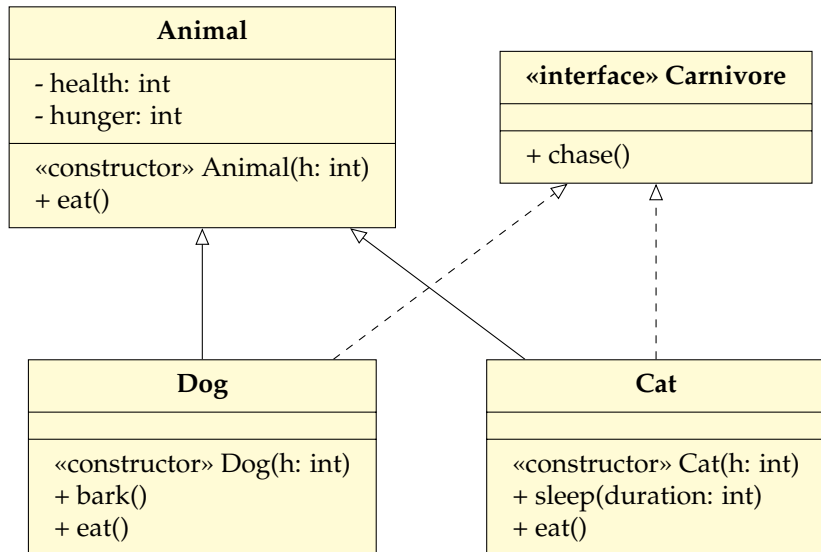 Animal
- health: int
- hunger: int
«constructor» Animal(h: int)
+ eat()
«interface» Carnivore
+ chase()
Dog
«constructor» Dog(h: int)
+ bark()
+ eat()
Cat
«constructor» Cat(h: int)
+ sleep(duration: int)
+ eat()